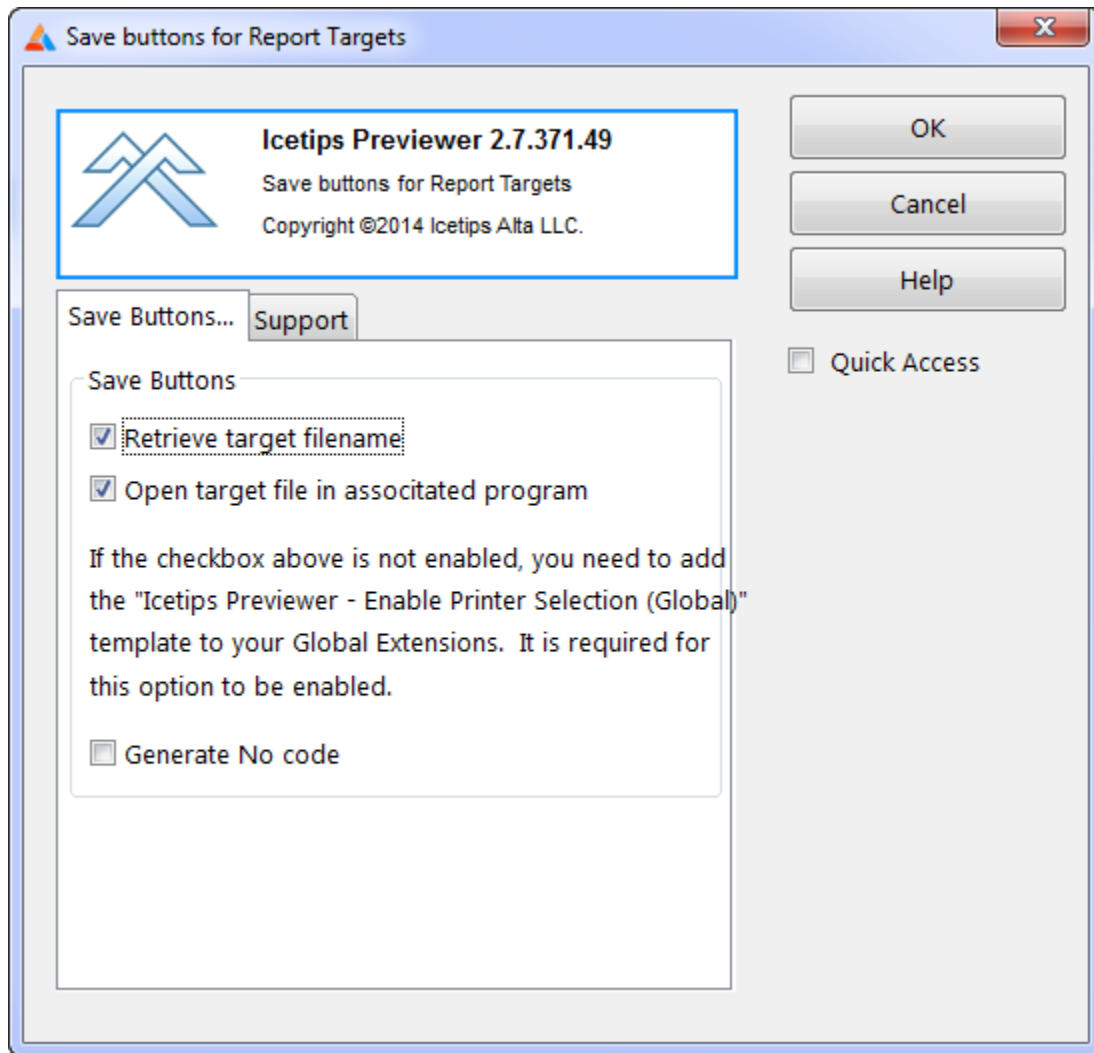 Save buttons for Report Targets
Icetips Previewer 2.7.371.49
Save buttons for Report Targets
Copyright ©2014 Icetips Alta LLC.
OK
Cancel
Help
Quick Access
Save Buttons...
Support
Save Buttons
Retrieve target filename
Open target file in associtated program
If the checkbox above is not enabled, you need to add
the "Icetips Previewer - Enable Printer Selection (Global)"
template to your Global Extensions.  It is required for
this option to be enabled.
Generate No code